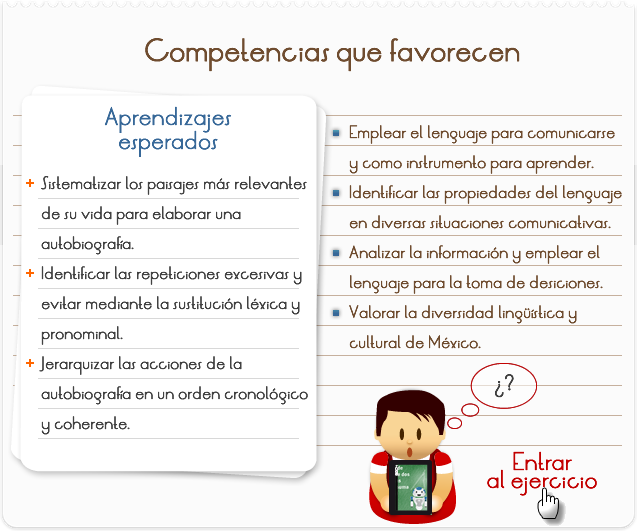 Competencias que favorecen
Aprendizajes
esperados
Sistematizar los paisajes más relevantes
de su vida para elaborar una
autobiografía.
Identificar las repeticiones excesivas y
evitar mediante la sustitución léxica y
pronominal.
Jerarquizar las acciones de la
autobiografía en un orden cronológico
y coherente.
Emplear el lenguaje para comunicarse
y como instrumento para aprender.
Identificar las propiedades del lenguaje
en diversas situaciones comunicativas.
Analizar la información y emplear el
lenguaje para la toma de desiciones.
Valorar la diversidad lingüística y
cultural de México.
¿?
Entrar
al ejercicio